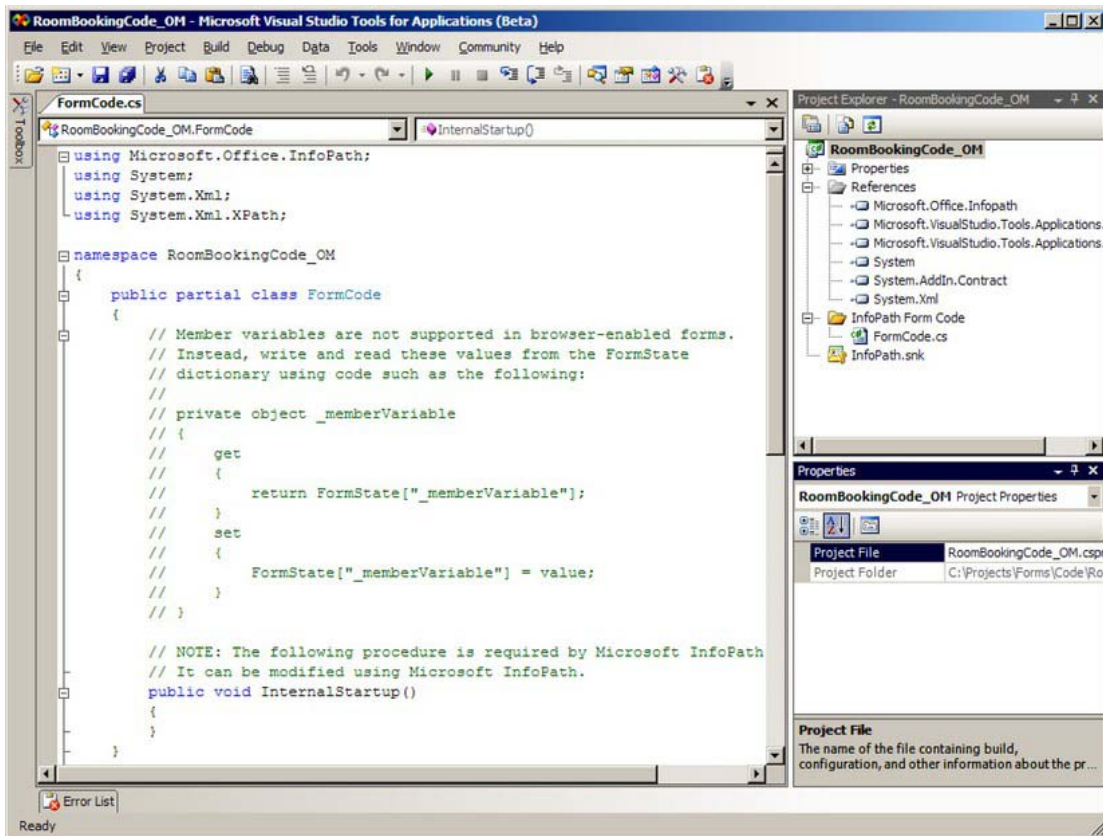 RoomBookingCode_OM - Microsoft Visual Studio Tools for Applications (Beta)
File Edit View Project Build Debug Data Tools Window Community Help
Toolbox
FormCode.cs
RoomBookingCode_OM.FormCode
InternalStartup()
using Microsoft.Office.InfoPath;
using System;
using System.Xml;
using System.Xml.XPath;
namespace RoomBookingCode_OM
{
public partial class FormCode
{
// Member variables are not supported in browser-enabled forms.
// Instead, write and read these values from the FormState
// dictionary using code such as the following:
//
// private object _memberVariable
// {
//     get
//     {
//         return FormState["_memberVariable"];
//     }
//     set
//     {
//         FormState["_memberVariable"] = value;
//     }
// }
// NOTE: The following procedure is required by Microsoft InfoPath
// It can be modified using Microsoft InfoPath.
public void InternalStartup()
{
}
}
Error List
Ready
Project Explorer - RoomBookingCode_OM
RoomBookingCode_OM
Properties
References
Microsoft.Office.Infopath
Microsoft.VisualStudio.Tools.Applications.
Microsoft.VisualStudio.Tools.Applications.
System
System.AddIn.Contract
System.Xml
InfoPath Form Code
FormCode.cs
InfoPath.snk
Properties
RoomBookingCode_OM Project Properties
Project File RoomBookingCode_OM.cspr
Project Folder C:\Projects\Forms\Code\Ro
Project File
The name of the file containing build,
configuration, and other information about the pr...